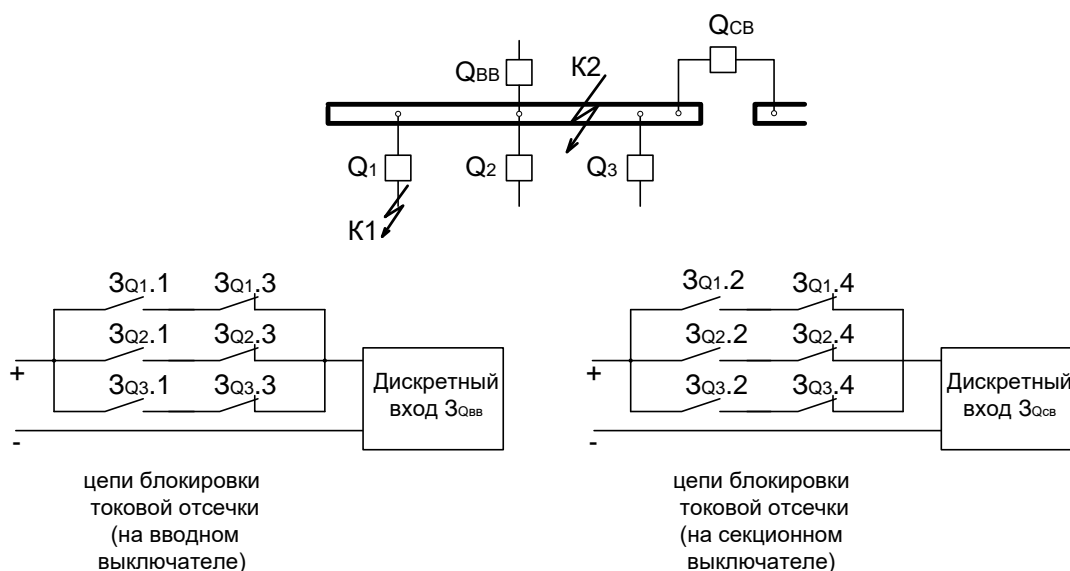 QСВ
QВВ
К2
Q1
Q2
Q3
К1
ЗQ1.1 ЗQ1.3
ЗQ2.1 ЗQ2.3
ЗQ3.1 ЗQ3.3
+
-
Дискретный
вход ЗQвв
цепи блокировки
токовой отсечки
(на вводном
выключателе)
ЗQ1.2 ЗQ1.4
ЗQ2.2 ЗQ2.4
ЗQ3.2 ЗQ3.4
+
-
Дискретный
вход ЗQсв
цепи блокировки
токовой отсечки
(на секционном
выключателе)